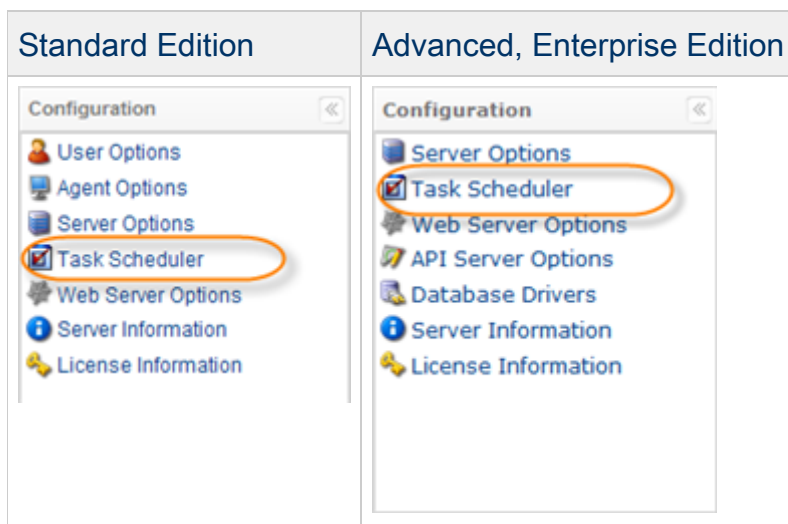 Standard Edition
Advanced, Enterprise Edition
Configuration
User Options
Agent Options
Server Options
Task Scheduler
Web Server Options
Server Information
License Information
Configuration
Server Options
Task Scheduler
Web Server Options
API Server Options
Database Drivers
Server Information
License Information